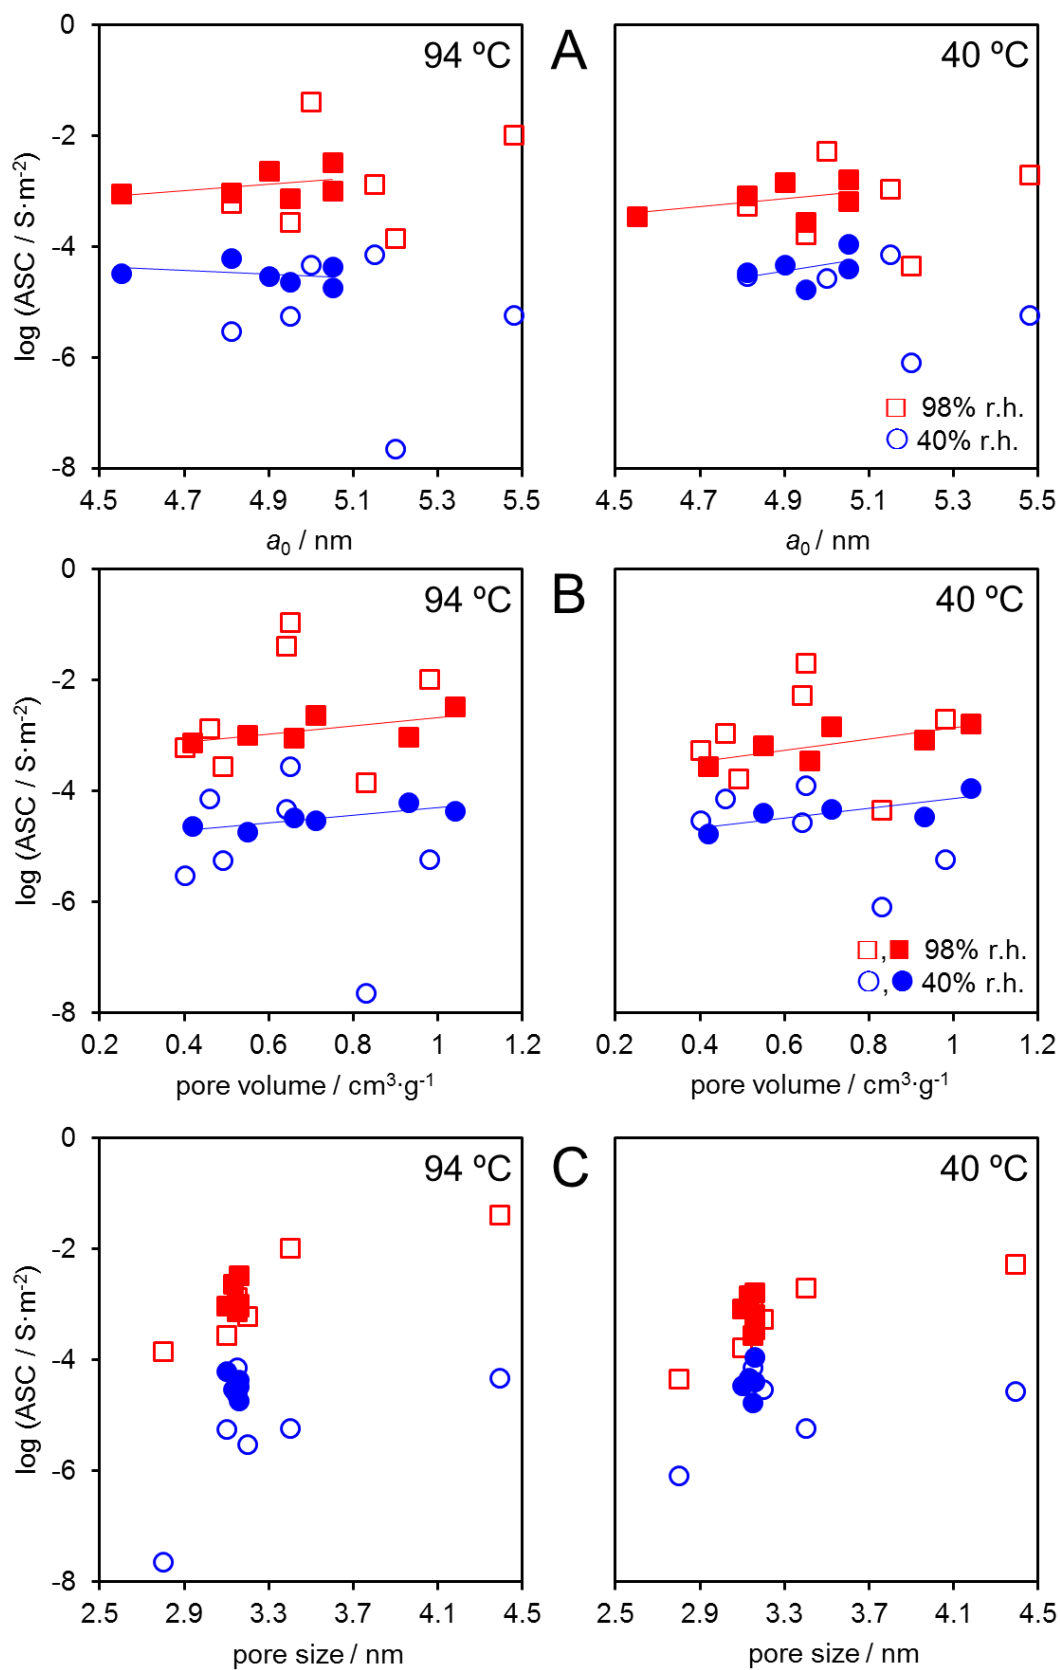 A
94 ºC
40 ºC
0
-2
-4
-6
-8
log (ASC / S·m-2)
98% r.h.
40% r.h.
4.5 4.7 4.9 5.1 5.3 5.5
4.5 4.7 4.9 5.1 5.3 5.5
a0 / nm
a0 / nm
B
94 ºC
40 ºC
0
-2
-4
-6
-8
log (ASC / S·m-2)
, 98% r.h.
, 40% r.h.
0.2 0.4 0.6 0.8 1 1.2
0.2 0.4 0.6 0.8 1 1.2
pore volume / cm3·g-1
pore volume / cm3·g-1
C
94 ºC
40 ºC
0
-2
-4
-6
-8
log (ASC / S·m-2)
2.5 2.9 3.3 3.7 4.1 4.5
2.5 2.9 3.3 3.7 4.1 4.5
pore size / nm
pore size / nm